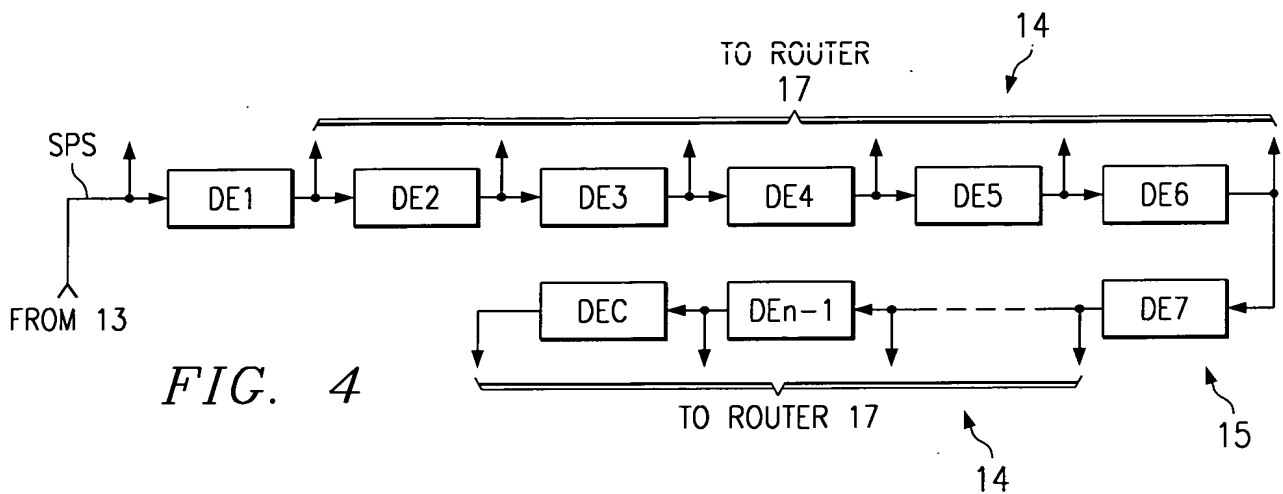 14
TO ROUTER
17
SPS
DE1
DE2
DE3
DE4
DE5
DE6
FROM 13
DEC
DEn-1
DE7
FIG. 4
TO ROUTER 17
14
15